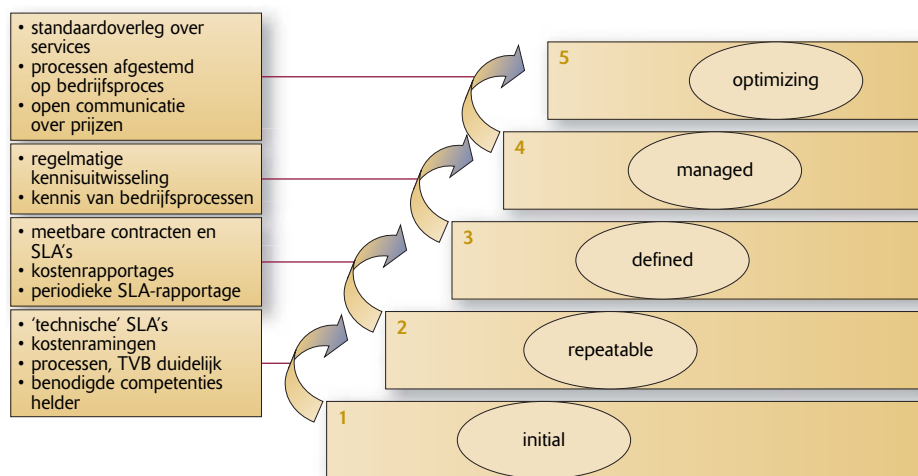 • standaardoverleg over
services
• processen afgestemd
op bedrijfsproces
• open communicatie
over prijzen
• regelmatige
kennisuitwisseling
• kennis van bedrijfsprocessen
• meetbare contracten en
SLA's
• kostenrapportages
• periodieke SLA-rapportage
• ‘technische’ SLA's
• kostenramingen
• processen, TVB duidelijk
• benodigde competenties
helder
5
optimizing
4
managed
3
defined
2
repeatable
1
initial